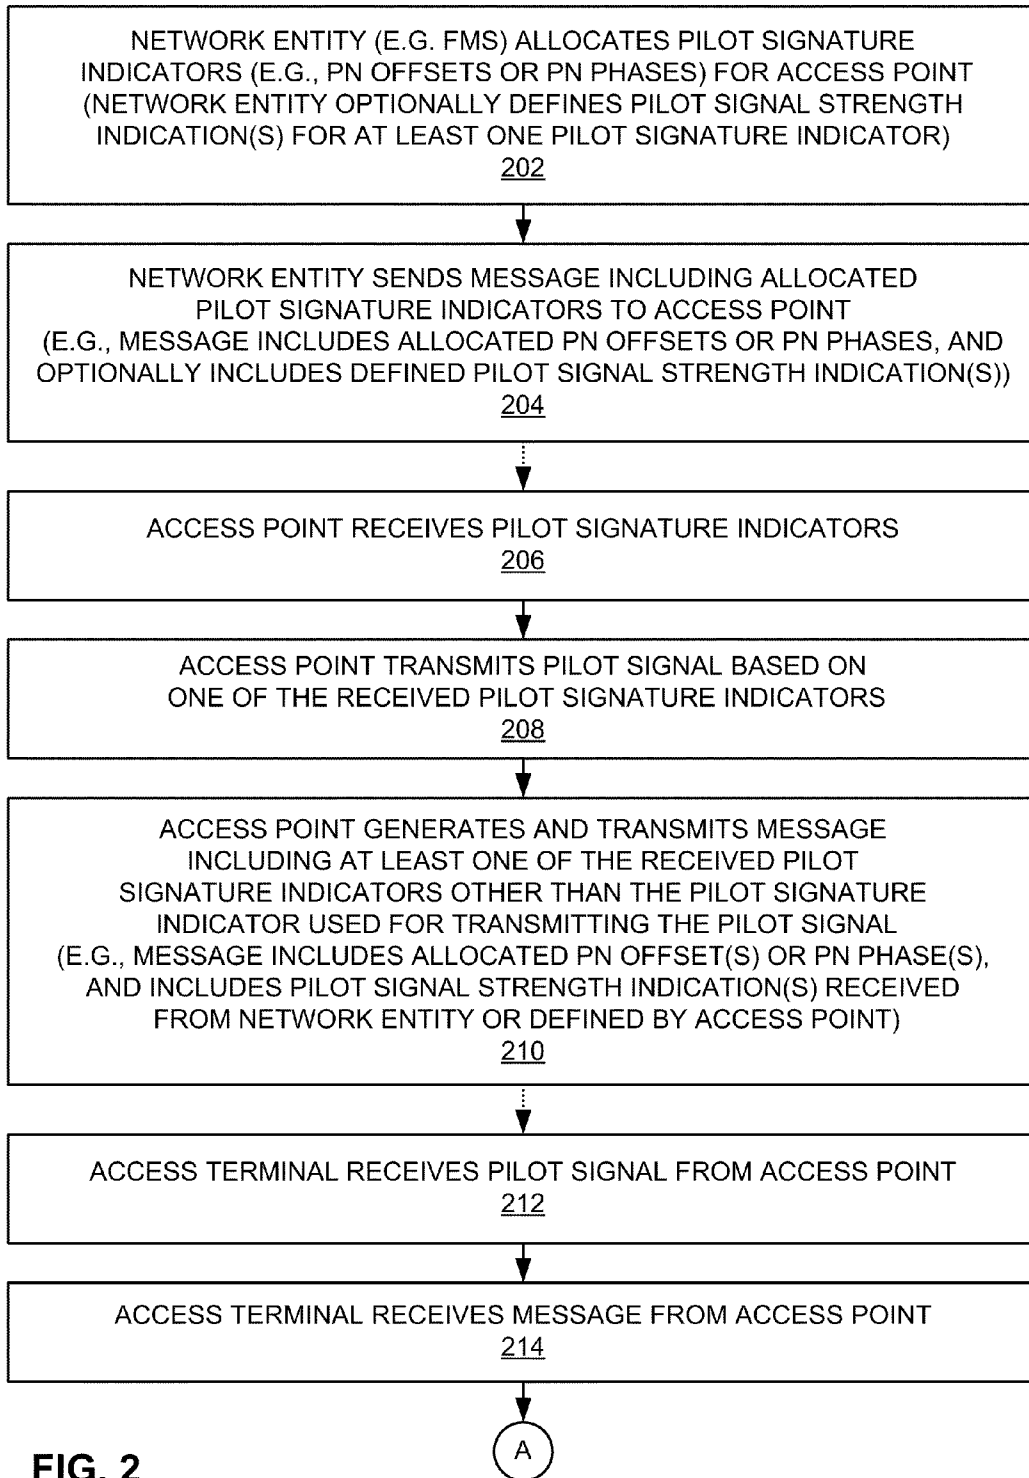 NETWORK ENTITY (E.G. FMS) ALLOCATES PILOT SIGNATURE
INDICATORS (E.G., PN OFFSETS OR PN PHASES) FOR ACCESS POINT
(NETWORK ENTITY OPTIONALLY DEFINES PILOT SIGNAL STRENGTH
INDICATION(S) FOR AT LEAST ONE PILOT SIGNATURE INDICATOR)
202
NETWORK ENTITY SENDS MESSAGE INCLUDING ALLOCATED
PILOT SIGNATURE INDICATORS TO ACCESS POINT
(E.G., MESSAGE INCLUDES ALLOCATED PN OFFSETS OR PN PHASES, AND
OPTIONALLY INCLUDES DEFINED PILOT SIGNAL STRENGTH INDICATION(S))
204
ACCESS POINT RECEIVES PILOT SIGNATURE INDICATORS
206
ACCESS POINT TRANSMITS PILOT SIGNAL BASED ON
ONE OF THE RECEIVED PILOT SIGNATURE INDICATORS
208
ACCESS POINT GENERATES AND TRANSMITS MESSAGE
INCLUDING AT LEAST ONE OF THE RECEIVED PILOT
SIGNATURE INDICATORS OTHER THAN THE PILOT SIGNATURE
INDICATOR USED FOR TRANSMITTING THE PILOT SIGNAL
(E.G., MESSAGE INCLUDES ALLOCATED PN OFFSET(S) OR PN PHASE(S),
AND INCLUDES PILOT SIGNAL STRENGTH INDICATION(S) RECEIVED
FROM NETWORK ENTITY OR DEFINED BY ACCESS POINT)
210
ACCESS TERMINAL RECEIVES PILOT SIGNAL FROM ACCESS POINT
212
ACCESS TERMINAL RECEIVES MESSAGE FROM ACCESS POINT
214
A
FIG. 2